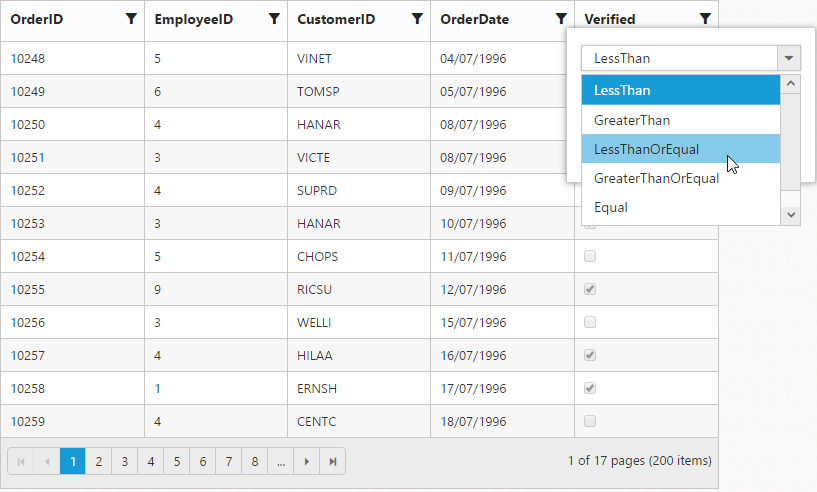 OrderID EmployeeID CustomerID OrderDate Verified
10248 5 VINET 04/07/1996 LessThan
10249 6 TOMSP 05/07/1996 LessThan
10250 4 HANAR 08/07/1996 GreaterThan
10251 3 VICTE 08/07/1996 LessThanOrEqual
10252 4 SUPRD 09/07/1996 GreaterThanOrEqual
10253 3 HANAR 10/07/1996 Equal
10254 5 CHOPS 11/07/1996
10255 9 RICSU 12/07/1996
10256 3 WELLI 15/07/1996
10257 4 HILAA 16/07/1996
10258 1 ERNSH 17/07/1996
10259 4 CENTC 18/07/1996
1 2 3 4 5 6 7 8 ... 1 of 17 pages (200 items)